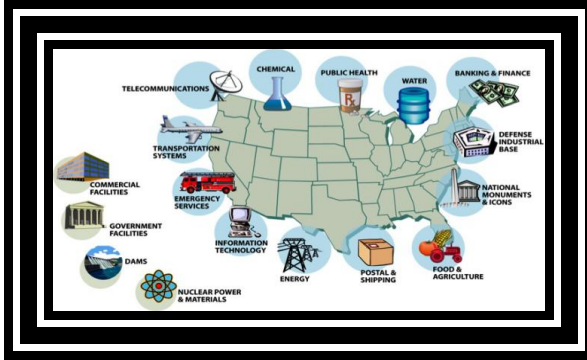 CHEMICAL
PUBLIC HEALTH
WATER
BANKING & FINANCE
TELECOMMUNICATIONS
DEFENSE
INDUSTRIAL
BASE
TRANSPORTATION
SYSTEMS
COMMERCIAL
FACILITIES
EMERGENCY
SERVICES
NATIONAL
MONUMENTS
& ICONS
GOVERNMENT
FACILITIES
INFORMATION
TECHNOLOGY
DAMS
ENERGY
POSTAL &
SHIPPING
FOOD &
AGRICULTURE
NUCLEAR POWER
& MATERIALS
Rx